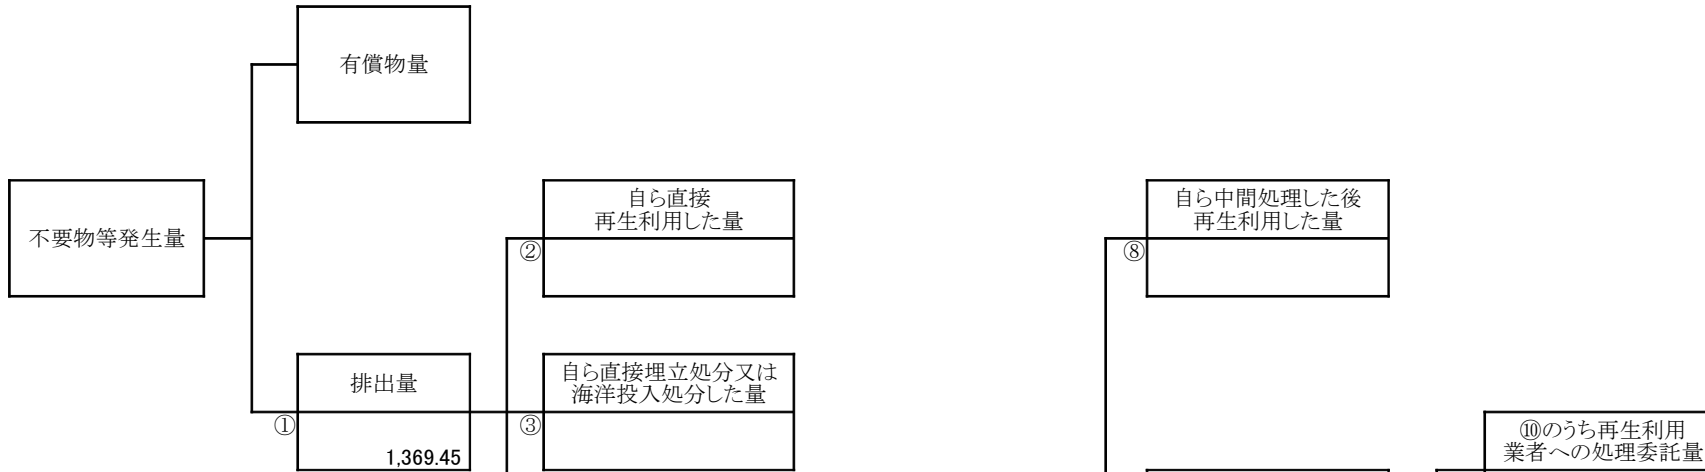 有償物量
不要物等発生量
自ら直接
再生利用した量
②
自ら中間処理した後
再生利用した量
⑧
排出量
①
1,369.45
自ら直接埋立処分又は
海洋投入処分した量
③
⑩のうち再生利用
業者への処理委託量